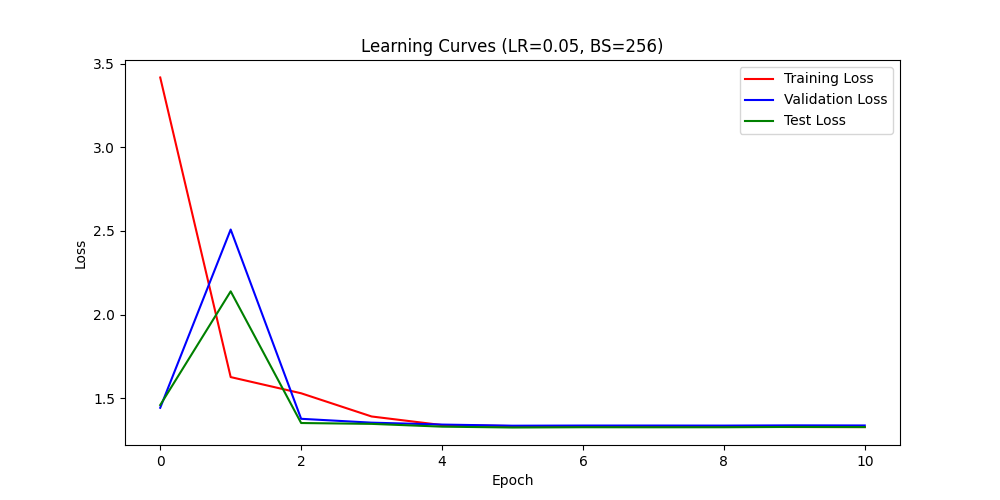 Learning Curves (LR=0.05, BS=256)
3.5
3.0
2.5
2.0
1.5
Loss
Training Loss
Validation Loss
Test Loss
0 2 4 6 8 10
Epoch